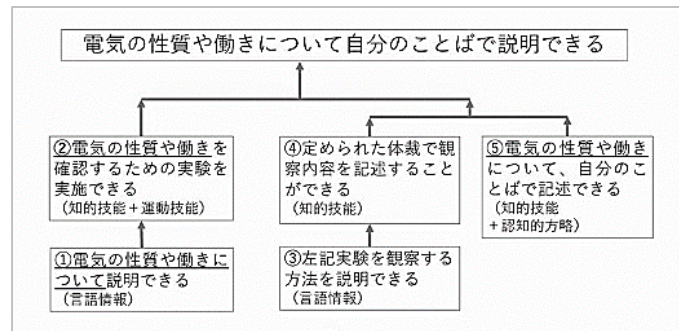 電気の性質や働きについて自分のことばで説明できる
②電気の性質や働きを
確認するための実験を
実施できる
（知的技能＋運動技能）
④定められた体裁で観
察内容を記述すること
ができる
（知的技能）
⑤電気の性質や働き
について、自分のこ
とばで記述できる
（知的技能
＋認知的方略）
①電気の性質や働きに
ついて説明できる
（言語情報）
③左記実験を観察する
方法を説明できる
（言語情報）